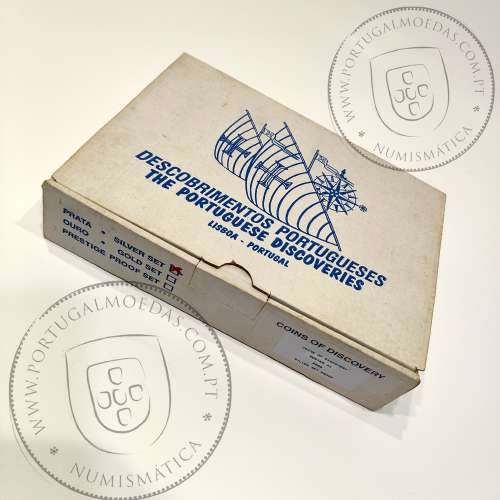 DESCOBRIMENTOS PORTUGUESES
THE PORTUGUESE DISCOVERIES
LISBOA - PORTUGAL
PRATA • SILVER SET
OURO • GOLD SET
PRESTIGE PROOF SET
COINS OF DISCOVERY
WWW.PORTUGALMOEDAS.COM.PT
NUMISMÁTICA
WWW.PORTUGALMOEDAS.COM.PT
NUMISMÁTICA